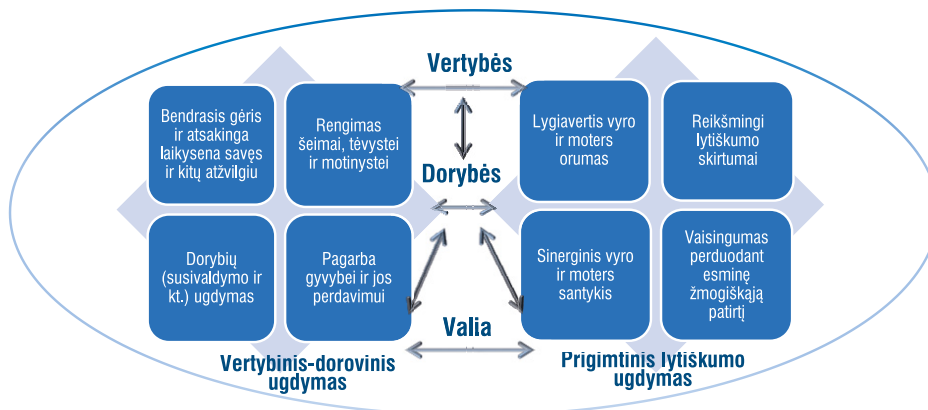 Vertybės
Bendrasis gėris
ir atsakinga
laikysena savęs
ir kitų atžvilgiu
Rengimas
šeimai, tėvystei
ir motinystei
Lygiavertis vyro
ir moters
orumas
Reikšmingi
lytiškumo
skirtumai
Dorybės
Dorybių
(susivaldymo ir
kt.) ugdymas
Pagarba
gyvybei ir jos
perdavimui
Sinerginis vyro
ir moters
santykis
Vaisingumas
perduodant
esminę
žmogiškąją
patirtį
Valia
Vertybinis-dorovinis
ugdymas
Prigimtinis lytiškumo
ugdymas